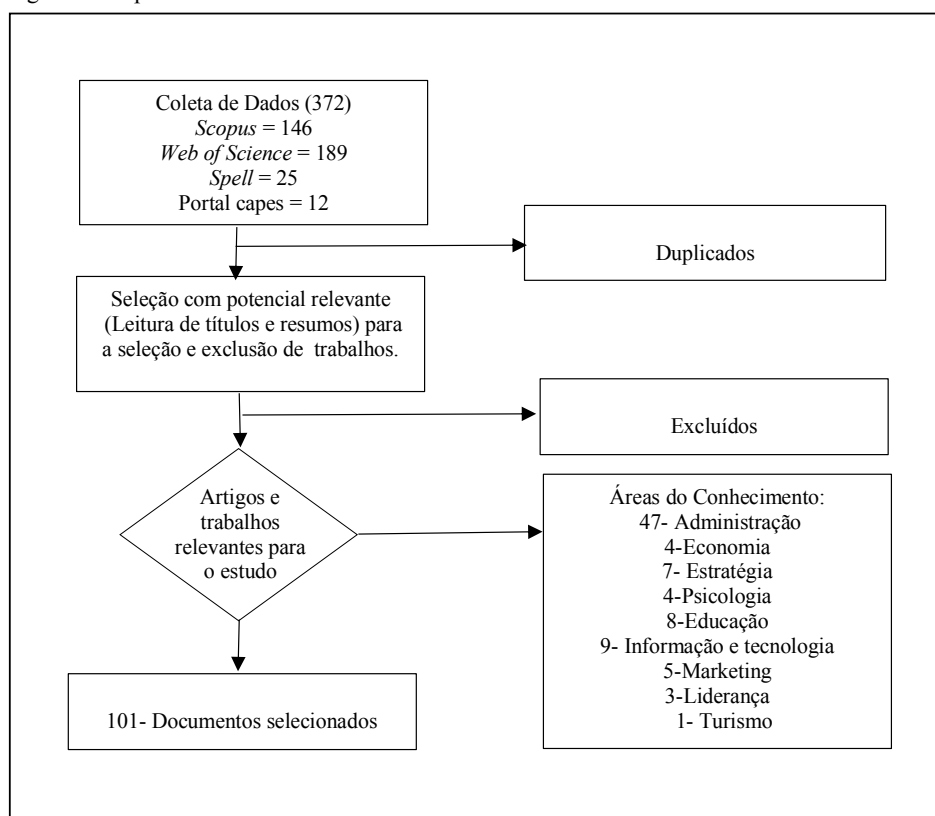 Coleta de Dados (372)
Scopus = 146
Web of Science = 189
Spell = 25
Portal capes = 12
Duplicados
Seleção com potencial relevante
(Leitura de títulos e resumos) para
a seleção e exclusão de trabalhos.
Excluídos
Artigos e
trabalhos
relevantes para
o estudo
Áreas do Conhecimento:
47- Administração
4-Economia
7- Estratégia
4-Psicologia
8-Educação
9- Informação e tecnologia
5-Marketing
3-Liderança
1- Turismo
101- Documentos selecionados